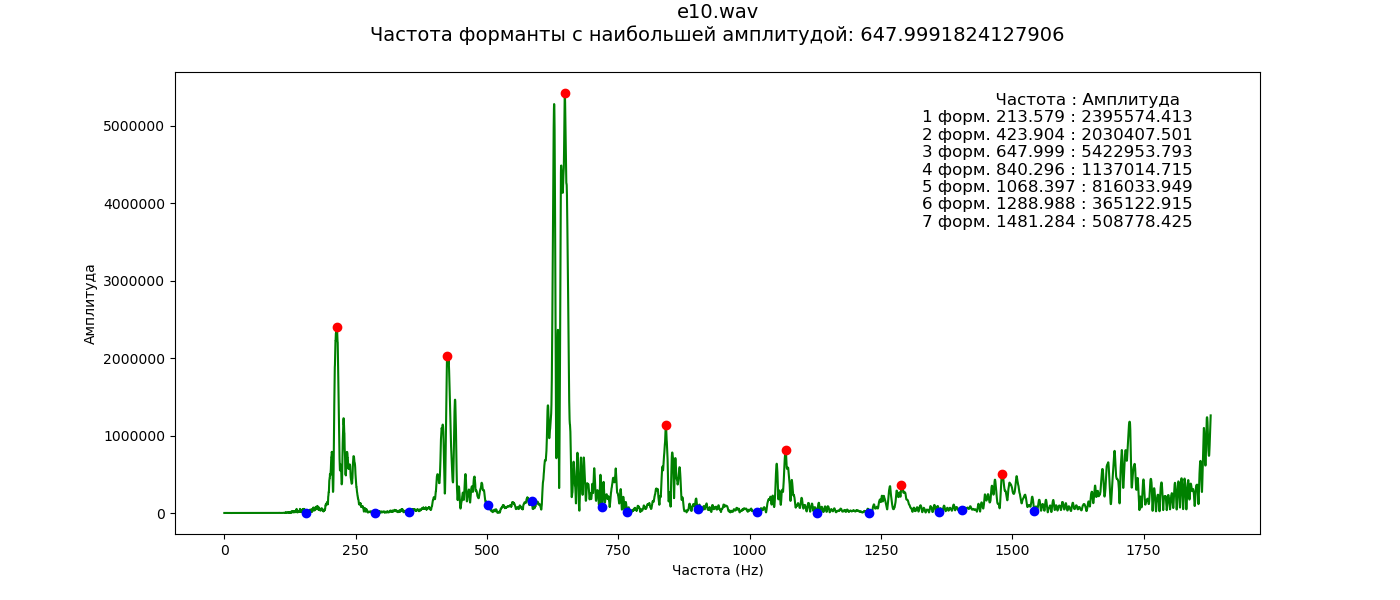 e10.wav
Частота форманты с наибольшей амплитудой: 647.9991824127906
Частота : Амплитуда
1 форм. 213.579 : 2395574.413
2 форм. 423.904 : 2030407.501
3 форм. 647.999 : 5422953.793
4 форм. 840.296 : 1137014.715
5 форм. 1068.397 : 816033.949
6 форм. 1288.988 : 365122.915
7 форм. 1481.284 : 508778.425
Амплитуда
5000000
4000000
3000000
2000000
1000000
0
0 250 500 750 1000 1250 1500 1750
Частота (Hz)